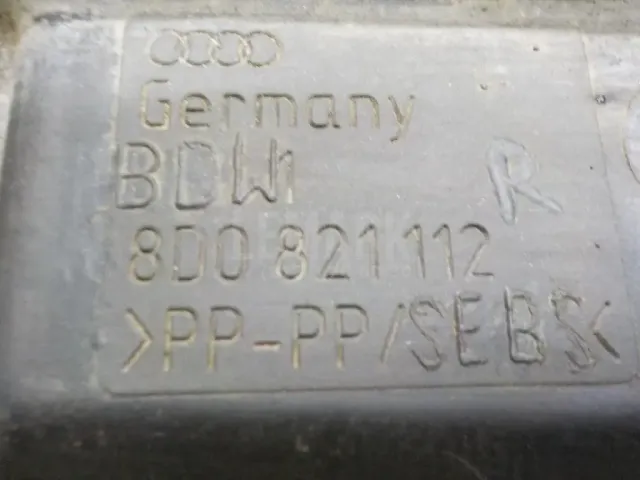 Germany
BDW1 R
8D0 821 112
>PP-PP/SEBS<